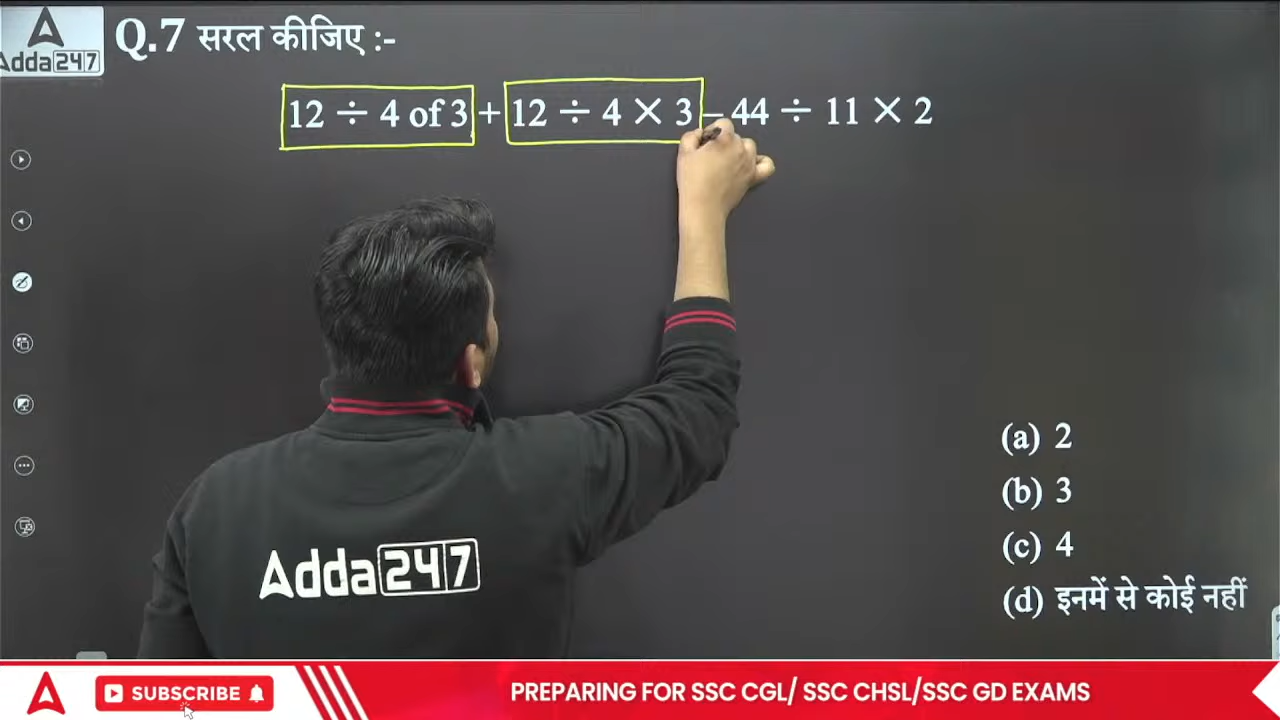 Adda247
Q.7 सरल कीजिए :-
12 ÷ 4 of 3 + 12 ÷ 4 × 3 – 44 ÷ 11 × 2
(a) 2
(b) 3
(c) 4
(d) इनमें से कोई नहीं
Adda247
SUBSCRIBE
PREPARING FOR SSC CGL/ SSC CHSL/SSC GD EXAMS